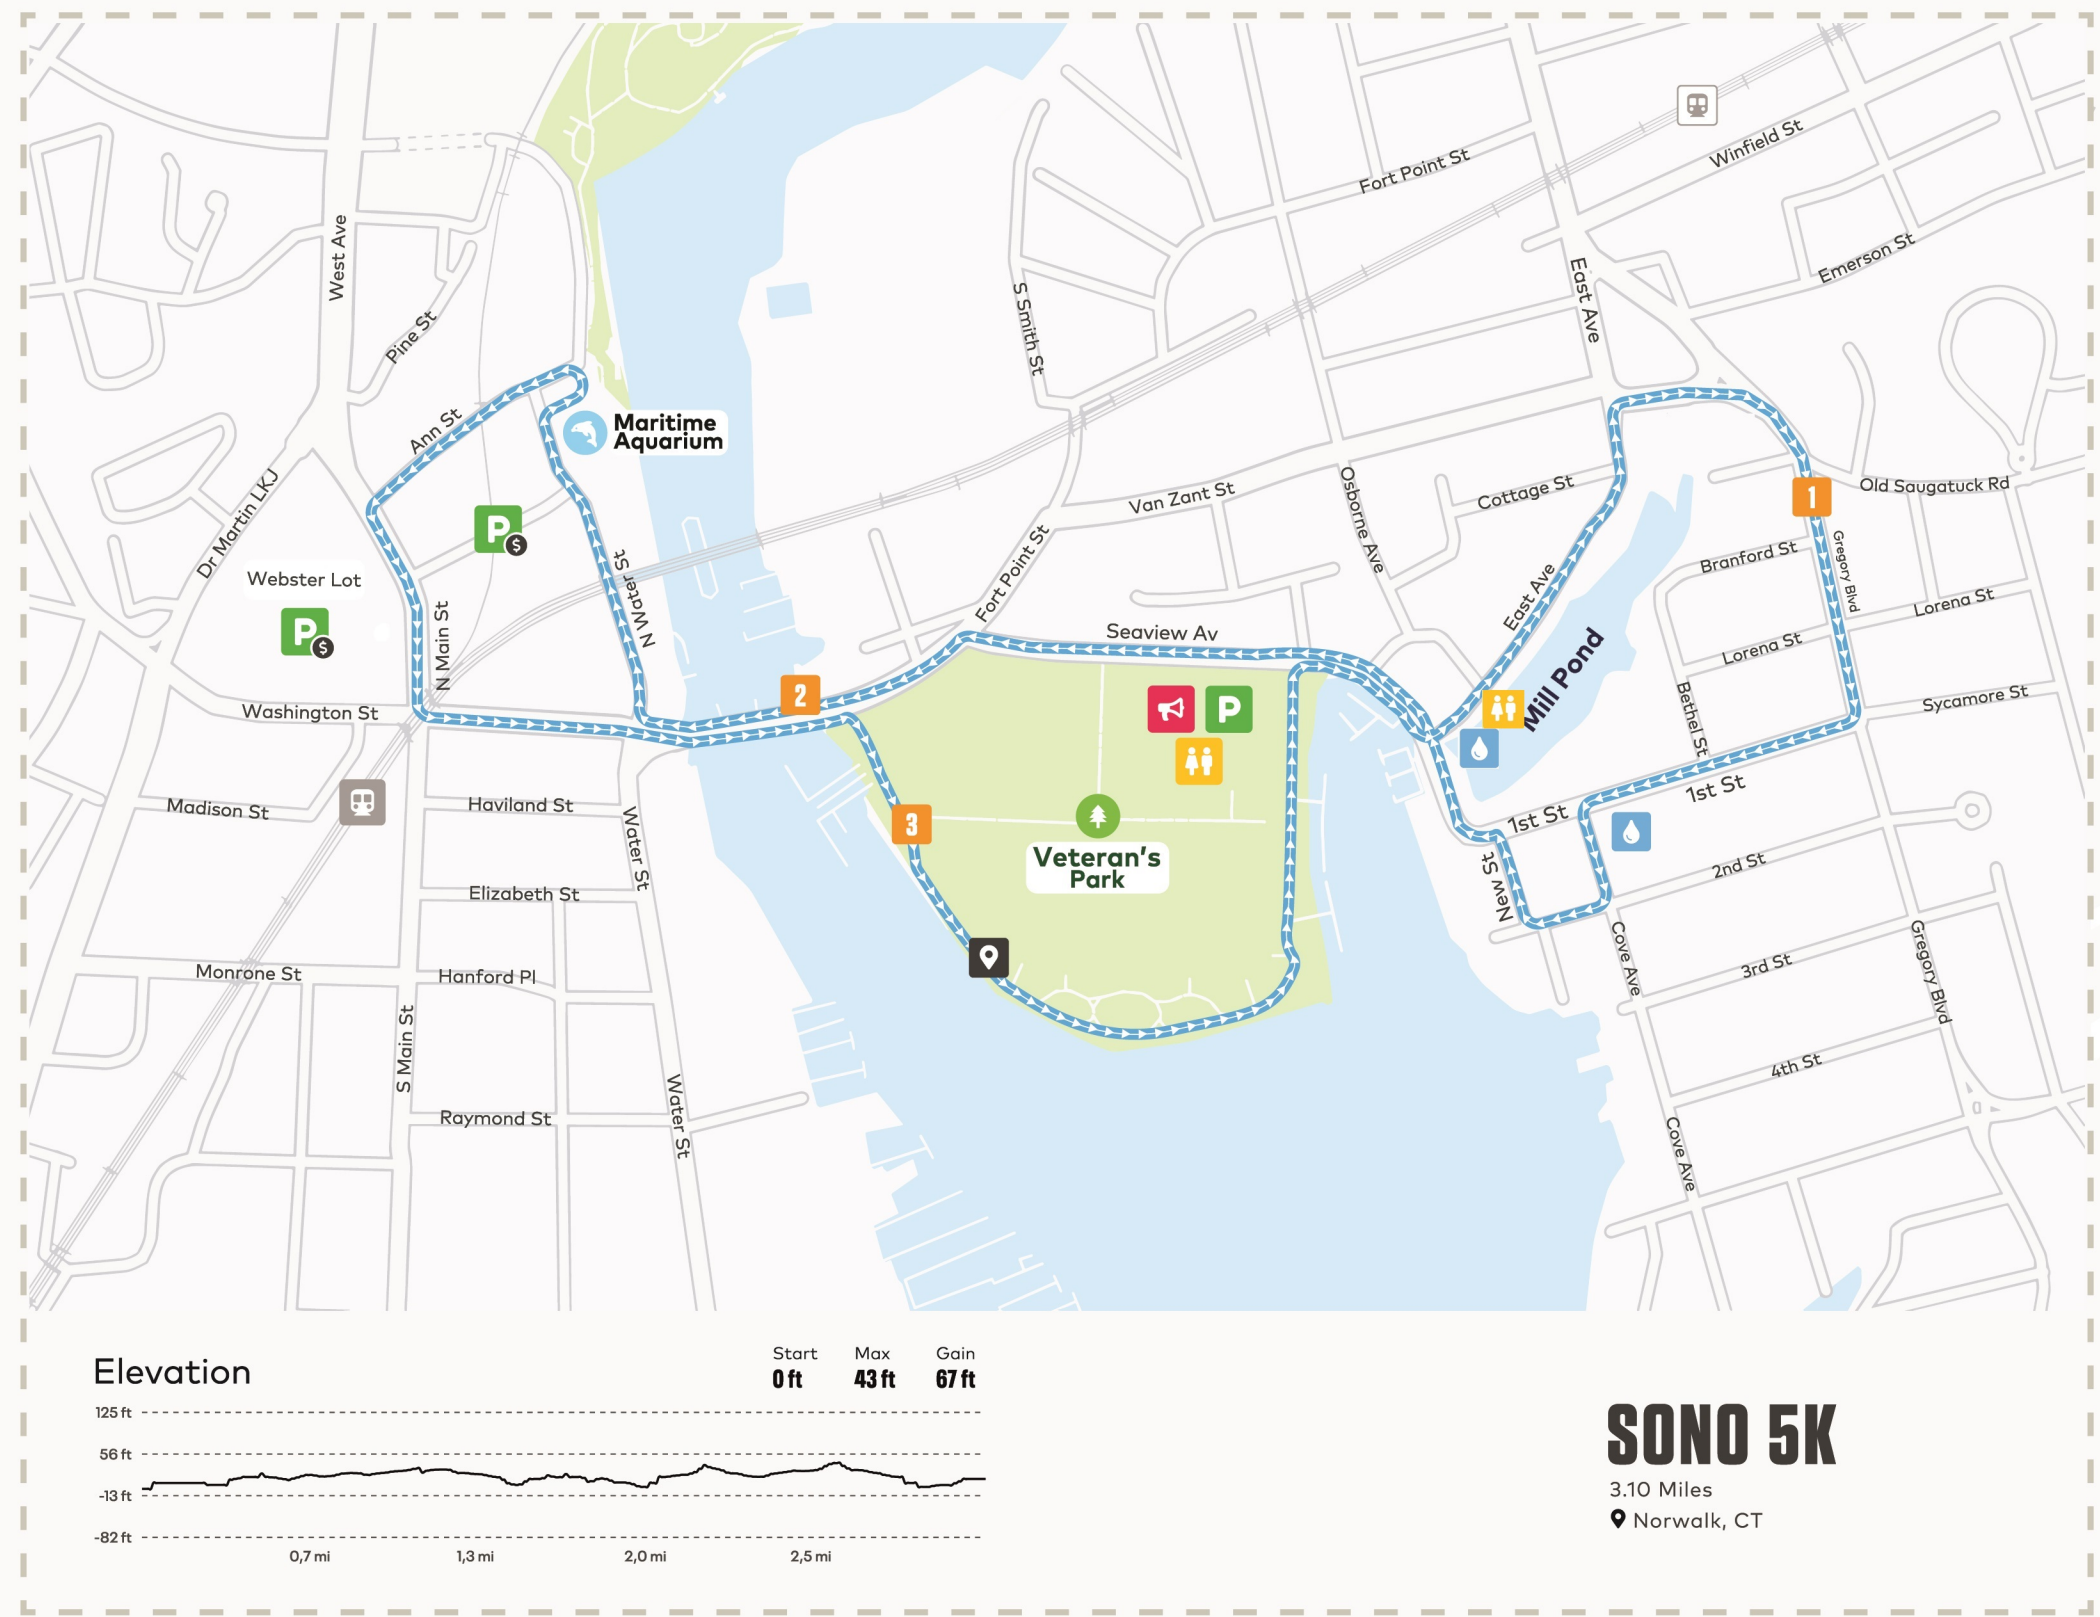 West Ave
Pine St
Ann St
Dr Martin LKJ
Webster Lot
P
$
P
$
Maritime
Aquarium
N Water St
N Main St
Washington St
Madison St
Haviland St
Water St
Elizabeth St
Monrone St
Hanford Pl
S Main St
Raymond St
Water St
S Smith St
Fort Point St
Winfield St
Emerson St
East Ave
Van Zant St
Osborne Ave
Cottage St
Fort Point St
Seaview Av
East Ave
Mill Pond
Old Saugatuck Rd
1
Gregory Blvd
Branford St
Lorena St
Lorena St
Bethel St
Sycamore St
1st St
1st St
New St
2nd St
3rd St
4th St
Cove Ave
Cove Ave
Gregory Blvd
2
3
P
Veteran's
Park
Elevation
Start
Max
Gain
0 ft
43 ft
67 ft
125 ft
56 ft
-13 ft
-82 ft
0,7 mi
1,3 mi
2,0 mi
2,5 mi
SONO 5K
3.10 Miles
Norwalk, CT